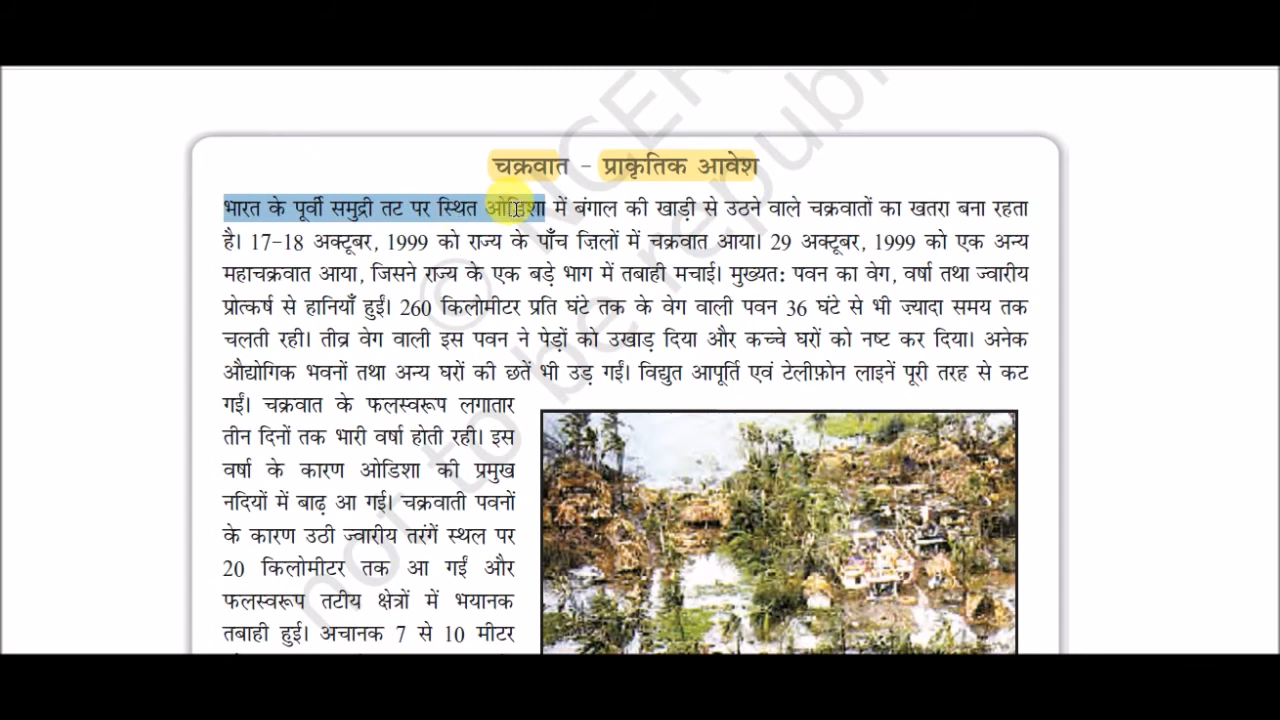 चक्रवात – प्राकृतिक आवेश
भारत के पूर्वी समुद्री तट पर स्थित ओडिशा में बंगाल की खाड़ी से उठने वाले चक्रवातों का खतरा बना रहता
है। 17-18 अक्टूबर, 1999 को राज्य के पाँच ज़िलों में चक्रवात आया। 29 अक्टूबर, 1999 को एक अन्य
महाचक्रवात आया, जिसने राज्य के एक बड़े भाग में तबाही मचाई। मुख्यत: पवन का वेग, वर्षा तथा ज्वारीय
प्रोत्कर्ष से हानियाँ हुईं। 260 किलोमीटर प्रति घंटे तक के वेग वाली पवन 36 घंटे से भी ज्यादा समय तक
चलती रही। तीव्र वेग वाली इस पवन ने पेड़ों को उखाड़ दिया और कच्चे घरों को नष्ट कर दिया। अनेक
औद्योगिक भवनों तथा अन्य घरों की छतें भी उड़ गईं। विद्युत आपूर्ति एवं टेलीफ़ोन लाइनें पूरी तरह से कट
गईं। चक्रवात के फलस्वरूप लगातार
तीन दिनों तक भारी वर्षा होती रही। इस
वर्षा के कारण ओडिशा की प्रमुख
नदियों में बाढ़ आ गई। चक्रवाती पवनों
के कारण उठी ज्वारीय तरंगें स्थल पर
20 किलोमीटर तक आ गईं और
फलस्वरूप तटीय क्षेत्रों में भयानक
तबाही हुई। अचानक 7 से 10 मीटर
© NCER
not to be republi